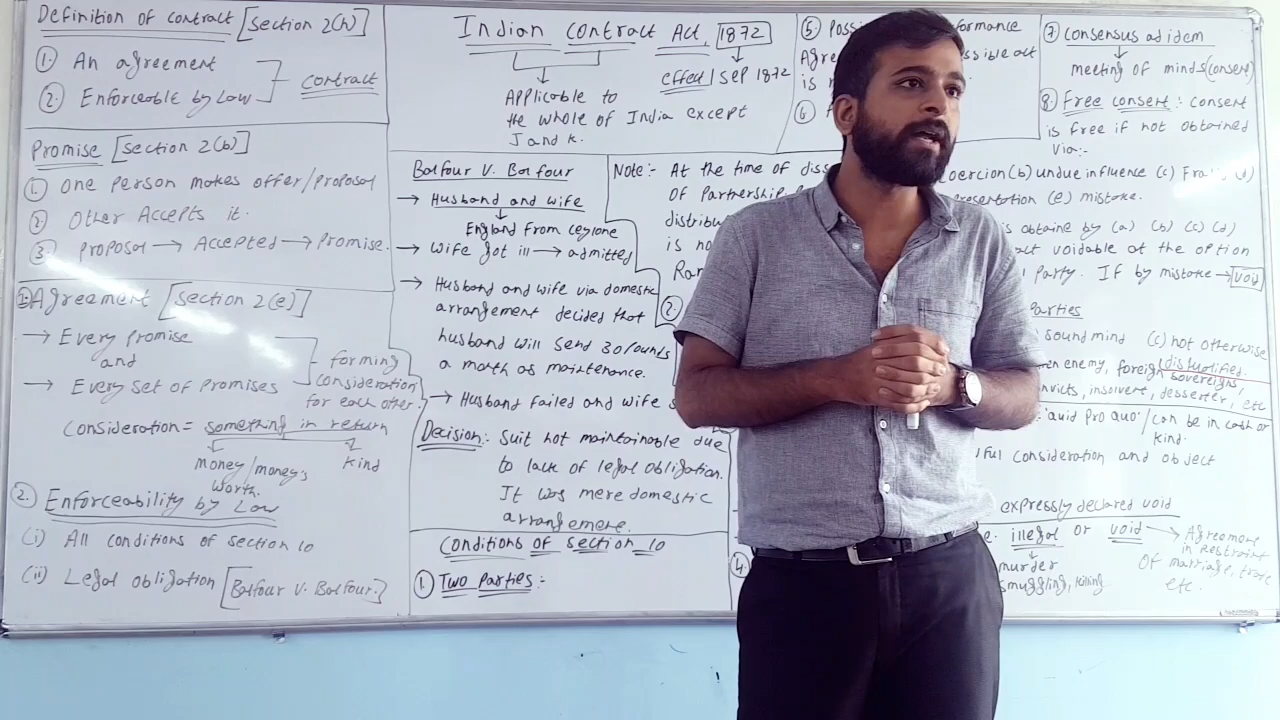 Definition of contract [section 2(h)]
1. An agreement
2. Enforceable by Law
contract
Promise [section 2(b)]
1. one person makes offer/proposal
2. Other Accepts it.
3. proposal → Accepted → Promise.
1. Agreement [section 2(e)]
→ Every promise
and
→ Every set of promises
forming
consideration
for each other.
consideration = something in return
money/money's
worth.
kind
2. Enforceability by Law
(i) All conditions of section 10
(ii) Legal obligation [Balfour V. Balfour.]
Indian contract Act, 1872
effect 1 Sep 1872
Applicable to
the whole of India except
J and K.
Balfour V. Balfour
→ Husband and wife
England from ceylone
→ Wife got ill → admitted
→ Husband and wife via domestic
arrangement decided that
husband will send 30 Pounds
a month as maintenance.
→ Husband failed and wife
Decision: Suit not maintainable due
to lack of legal obligation.
It was mere domestic
arrangement.
conditions of section 10
1. Two Parties:
Note:- At the time of
of Partnership
2.
4.
5
6
7 consensus ad idem
meeting of minds (consent)
8. Free consent: consent
is free if not obtained
via:-
(b) undue influence (c)
(e) mistake.
obtaine by (a) (b) (c) (d)
voidable at the option
Party. If by mistake → void
Parties
sound mind (c) not otherwise
disqualified.
enemy, foreign sovereigns,
insolvent, desserter, etc
quid Pro quo / can be in cash or
kind.
consideration and object
expressly declared void
illegal or void → Agreement
in Restraint
of marriage, trade
etc.
murder
smuggling, killing